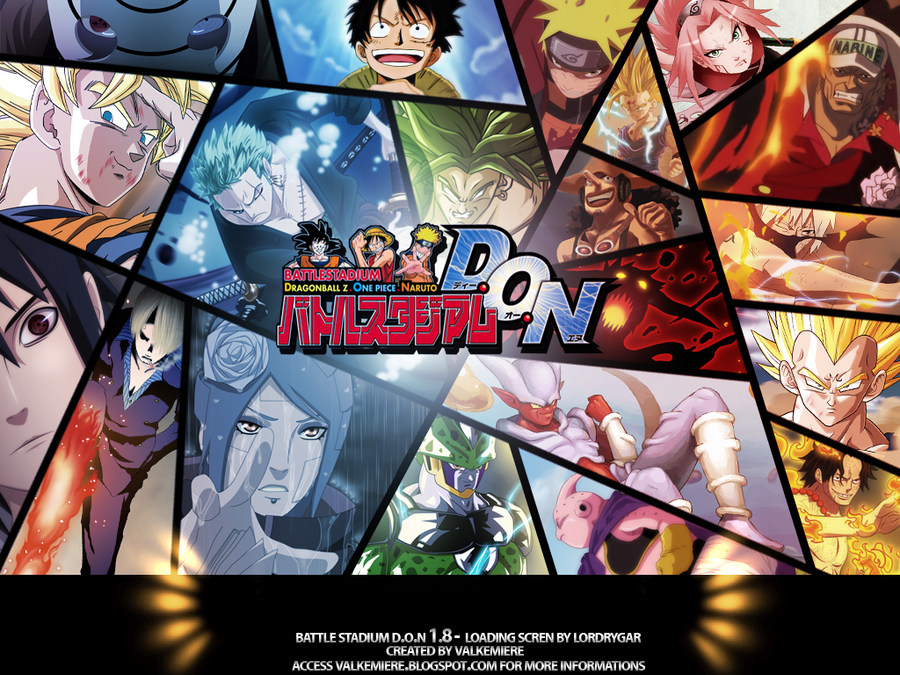 MARINE
BATTLESTADIUM
DRAGONBALL Z . ONE PIECE . NARUTO
バトルスタジアム
D.O.N
ディー オー エヌ
BATTLE STADIUM D.O.N 1.8 - LOADING SCREN BY LORDRYGAR
CREATED BY VALKEMIERE
ACCESS VALKEMIERE.BLOGSPOT.COM FOR MORE INFORMATIONS